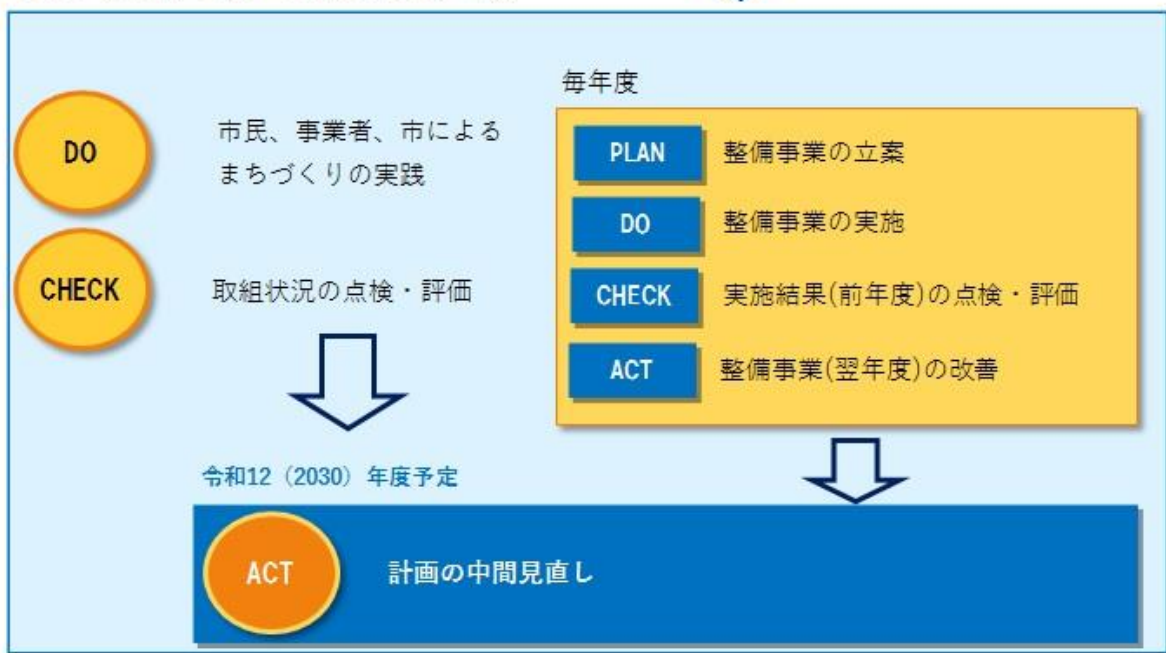 DO
市民、事業者、市による
まちづくりの実践
CHECK
取組状況の点検・評価
毎年度
PLAN
整備事業の立案
DO
整備事業の実施
CHECK
実施結果(前年度)の点検・評価
ACT
整備事業(翌年度)の改善
令和12（2030）年度予定
ACT
計画の中間見直し